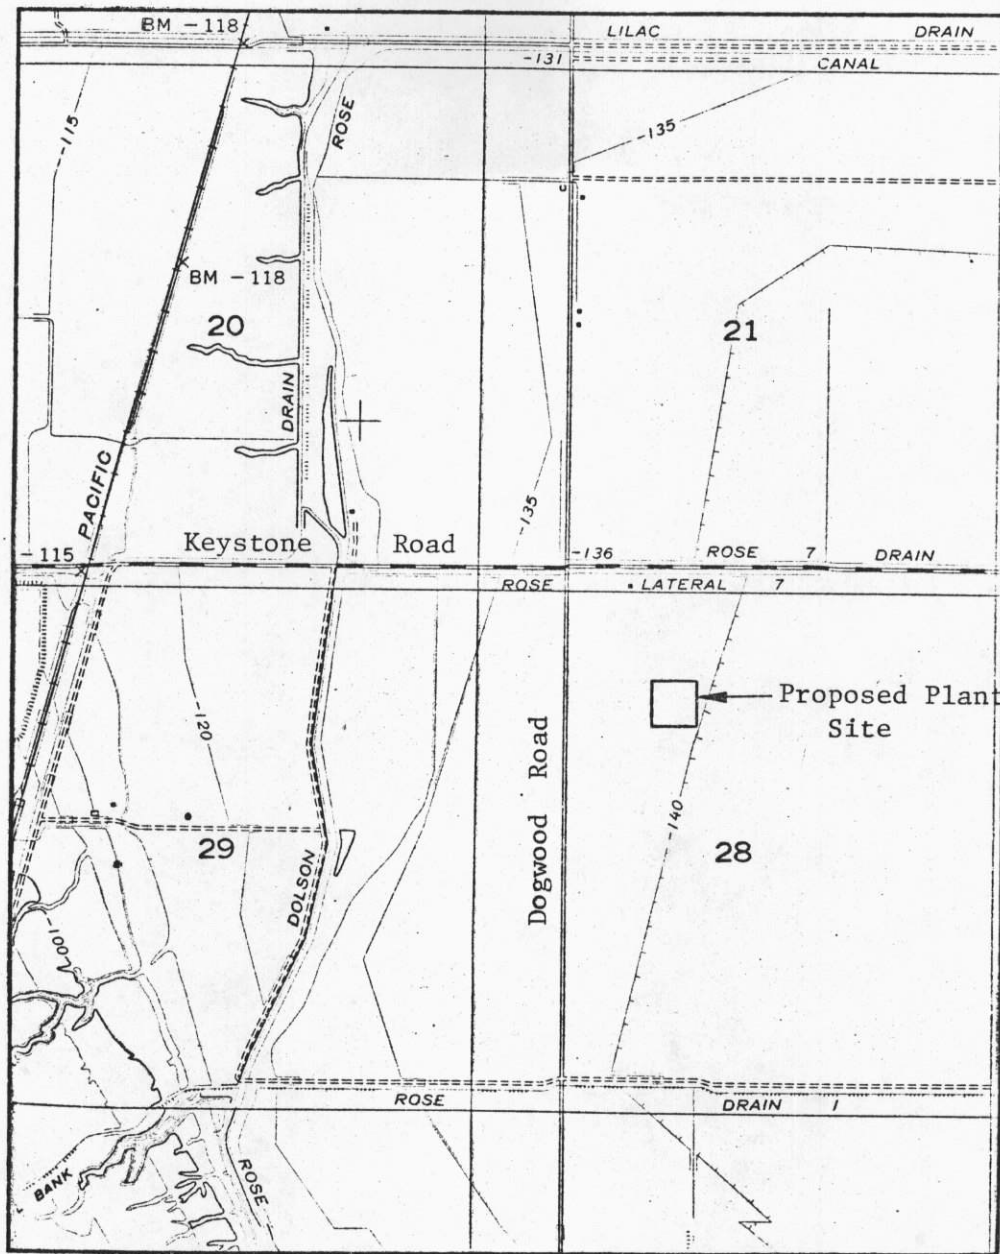 BM -118
LILAC DRAIN
-131
CANAL
-115
ROSE
-135
BM - 118
20
21
DRAIN
PACIFIC
-135
Keystone Road
-115
-136
ROSE 7 DRAIN
ROSE
LATERAL 7
Proposed Plant
Site
-120
Dogwood Road
-140
29
28
DOLSON
-100
ROSE
DRAIN 1
BANK
ROSE